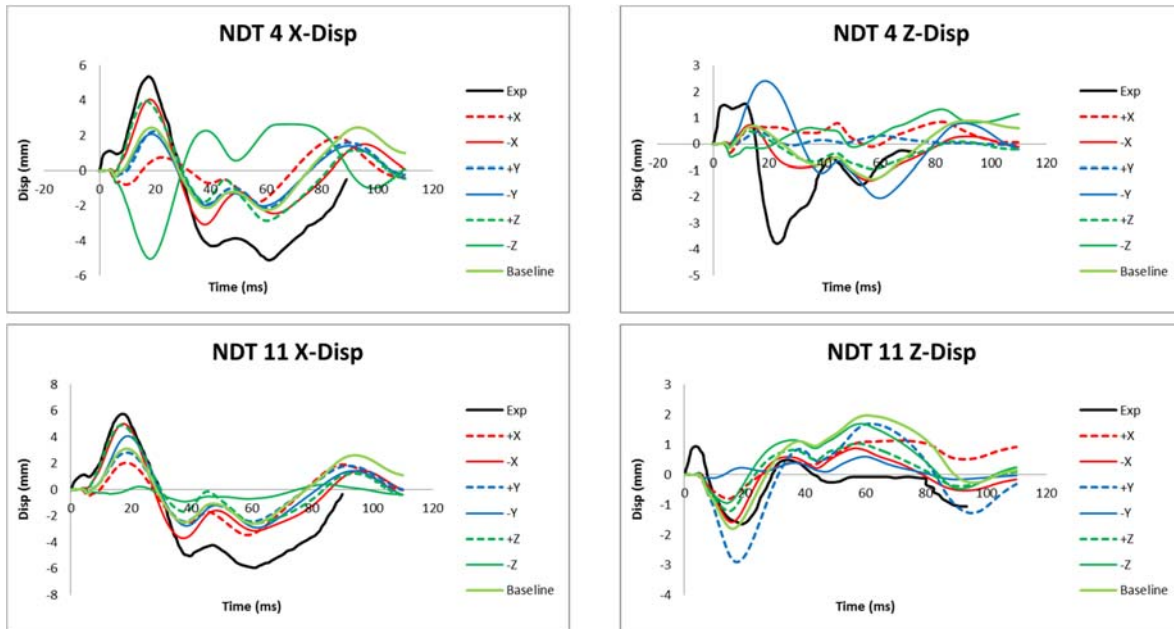 NDT 4 X-Disp
6
4
2
0
-2
-4
-6
-20 0 20 40 60 80 100 120
Disp (mm)
Time (ms)
Exp
+X
-X
+Y
-Y
+Z
-Z
Baseline
NDT 4 Z-Disp
3
2
1
0
-1
-2
-3
-4
-5
-20 0 20 40 60 80 100 120
Disp (mm)
Time (ms)
Exp
+X
-X
+Y
-Y
+Z
-Z
Baseline
NDT 11 X-Disp
8
6
4
2
0
-2
-4
-6
-8
0 20 40 60 80 100 120
Disp (mm)
Time (ms)
Exp
+X
-X
+Y
-Y
+Z
-Z
Baseline
NDT 11 Z-Disp
3
2
1
0
-1
-2
-3
-4
0 20 40 60 80 100 120
Disp (mm)
Time (ms)
Exp
+X
-X
+Y
-Y
+Z
-Z
Baseline